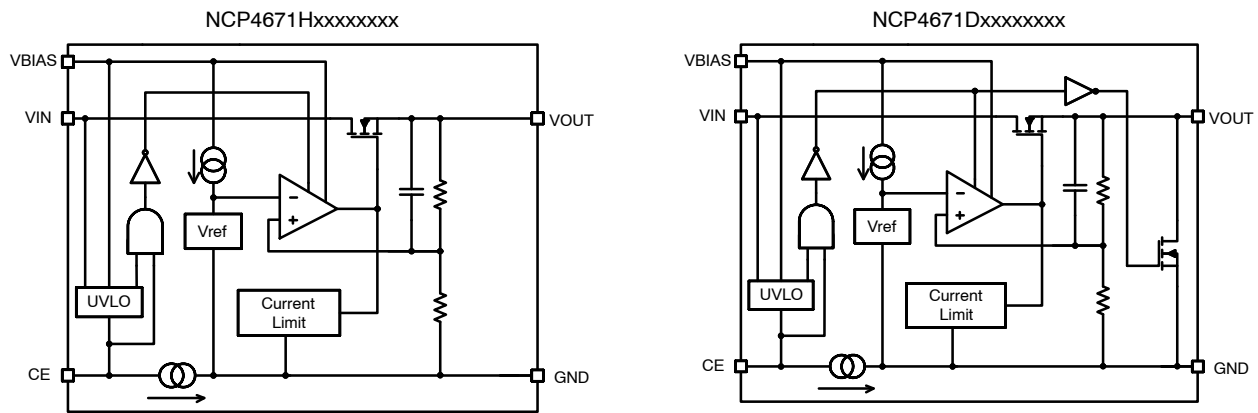 NCP4671Hxxxxxxxx
VBIAS
VIN
VOUT
−
+
Vref
UVLO
Current
Limit
CE
GND
NCP4671Dxxxxxxxx
VBIAS
VIN
VOUT
−
+
Vref
UVLO
Current
Limit
CE
GND